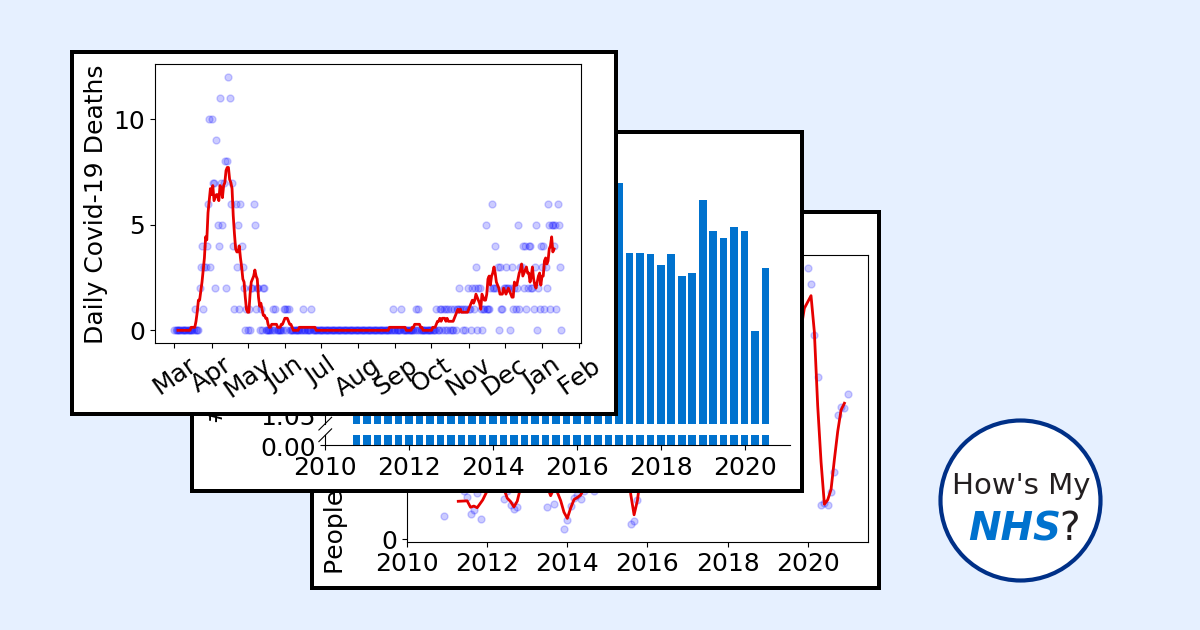 Daily Covid-19 Deaths
10
5
0
Mar Apr May Jun Jul Aug Sep Oct Nov Dec Jan Feb
1.05
0.00
2010 2012 2014 2016 2018 2020
People
0
2010 2012 2014 2016 2018 2020
How's My
NHS?